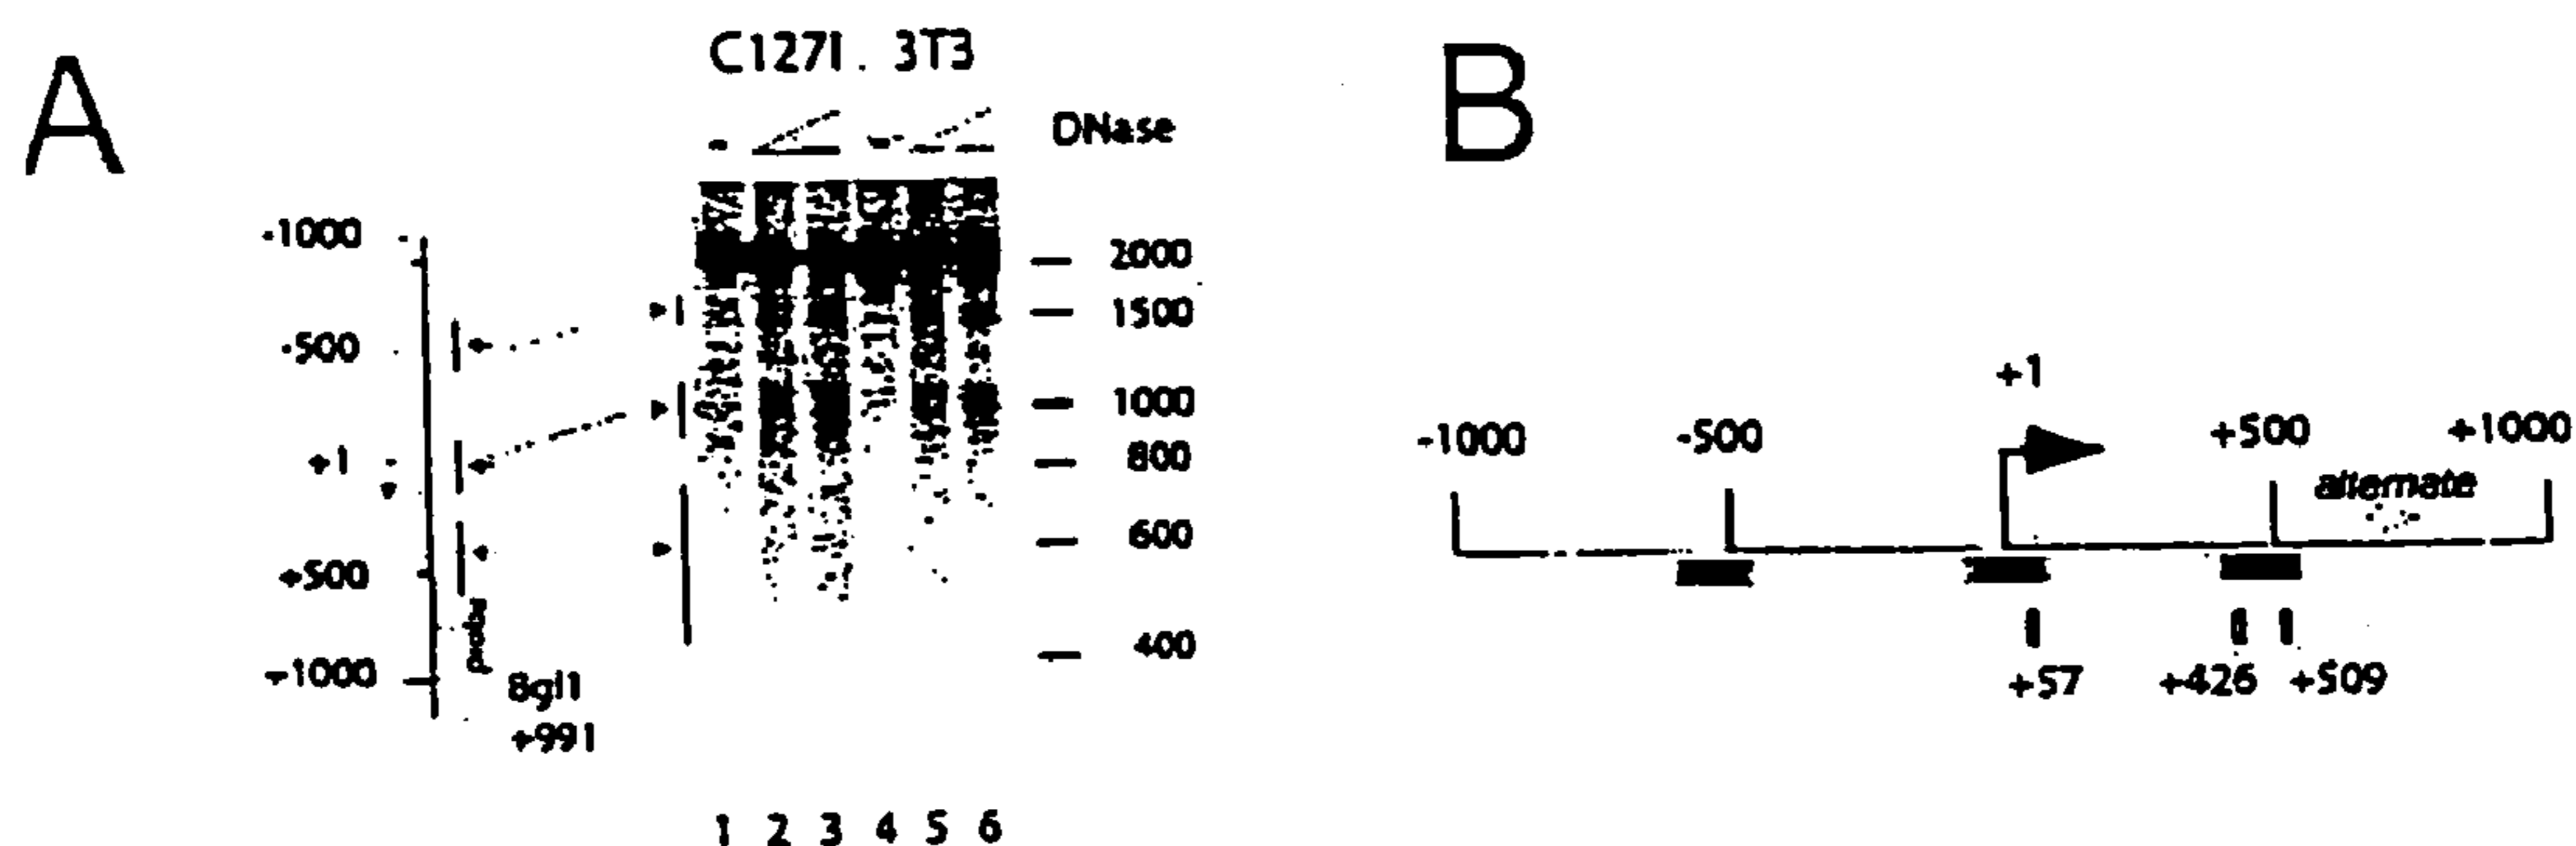 A
C127I. 3T3
- - DNase
-1000
-500
+1
+500
+1000
probe
BglI
+991
2000
1500
1000
800
600
400
1 2 3 4 5 6
B
+1
-1000 -500 +500 +1000
alternate
+57 +426 +509